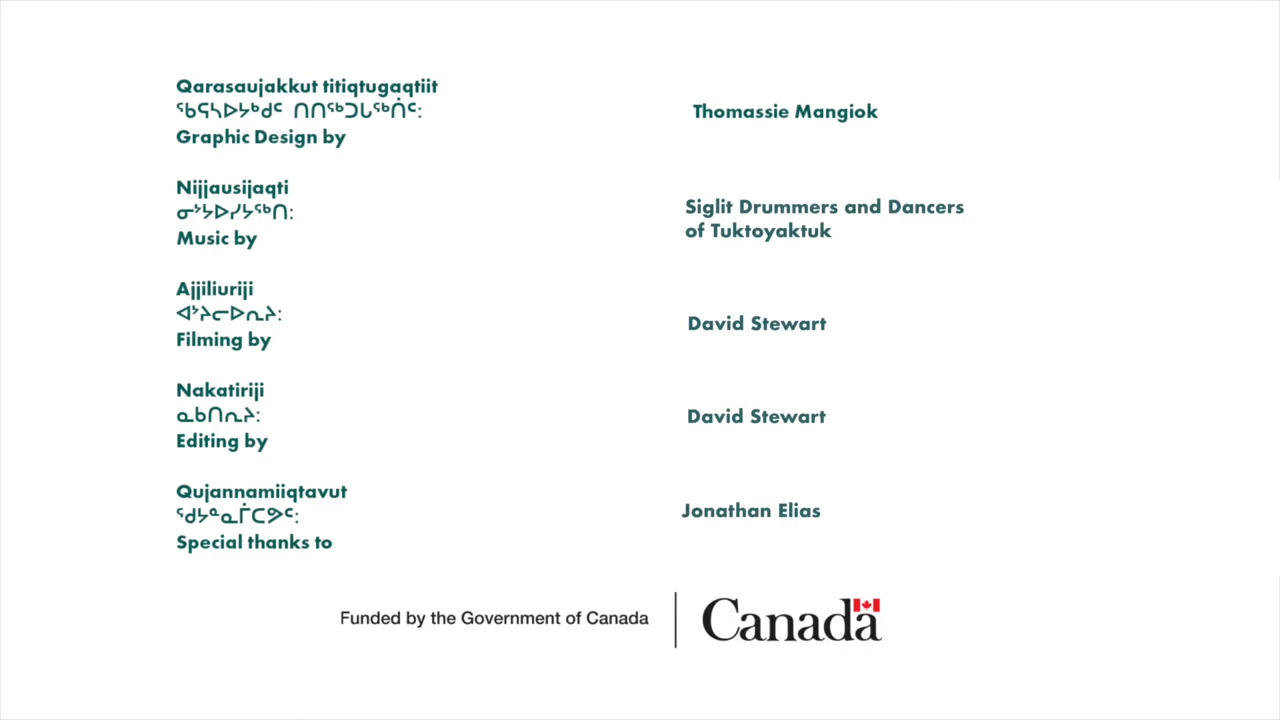 Qarasaujakkut titiqtugaqtiit
ᖃᕋᓴᐅᔭᒃᑯᑦ ᑎᑎᖅᑐᒐᖅᑏᑦ:
Graphic Design by
Thomassie Mangiok
Nijjausijaqti
ᓂᔾᔭᐅᓯᔭᖅᑎ:
Music by
Siglit Drummers and Dancers
of Tuktoyaktuk
Ajjiliuriji
ᐊᔾᔨᓕᐅᕆᔨ:
Filming by
David Stewart
Nakatiriji
ᓇᑲᑎᕆᔨ:
Editing by
David Stewart
Qujannamiiqtavut
ᖁᔭᓐᓇᒦᑕᕗᑦ:
Special thanks to
Jonathan Elias
Funded by the Government of Canada
Canada